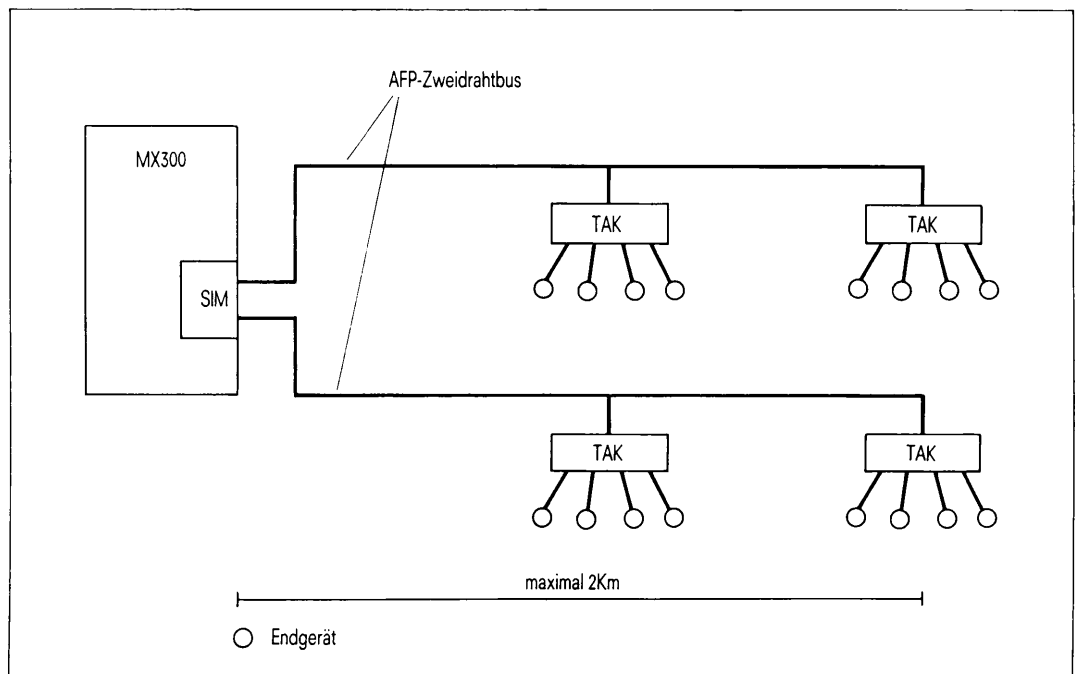 AFP-Zweidrahtbus
MX300
SIM
TAK
TAK
TAK
TAK
maximal 2Km
Endgerät